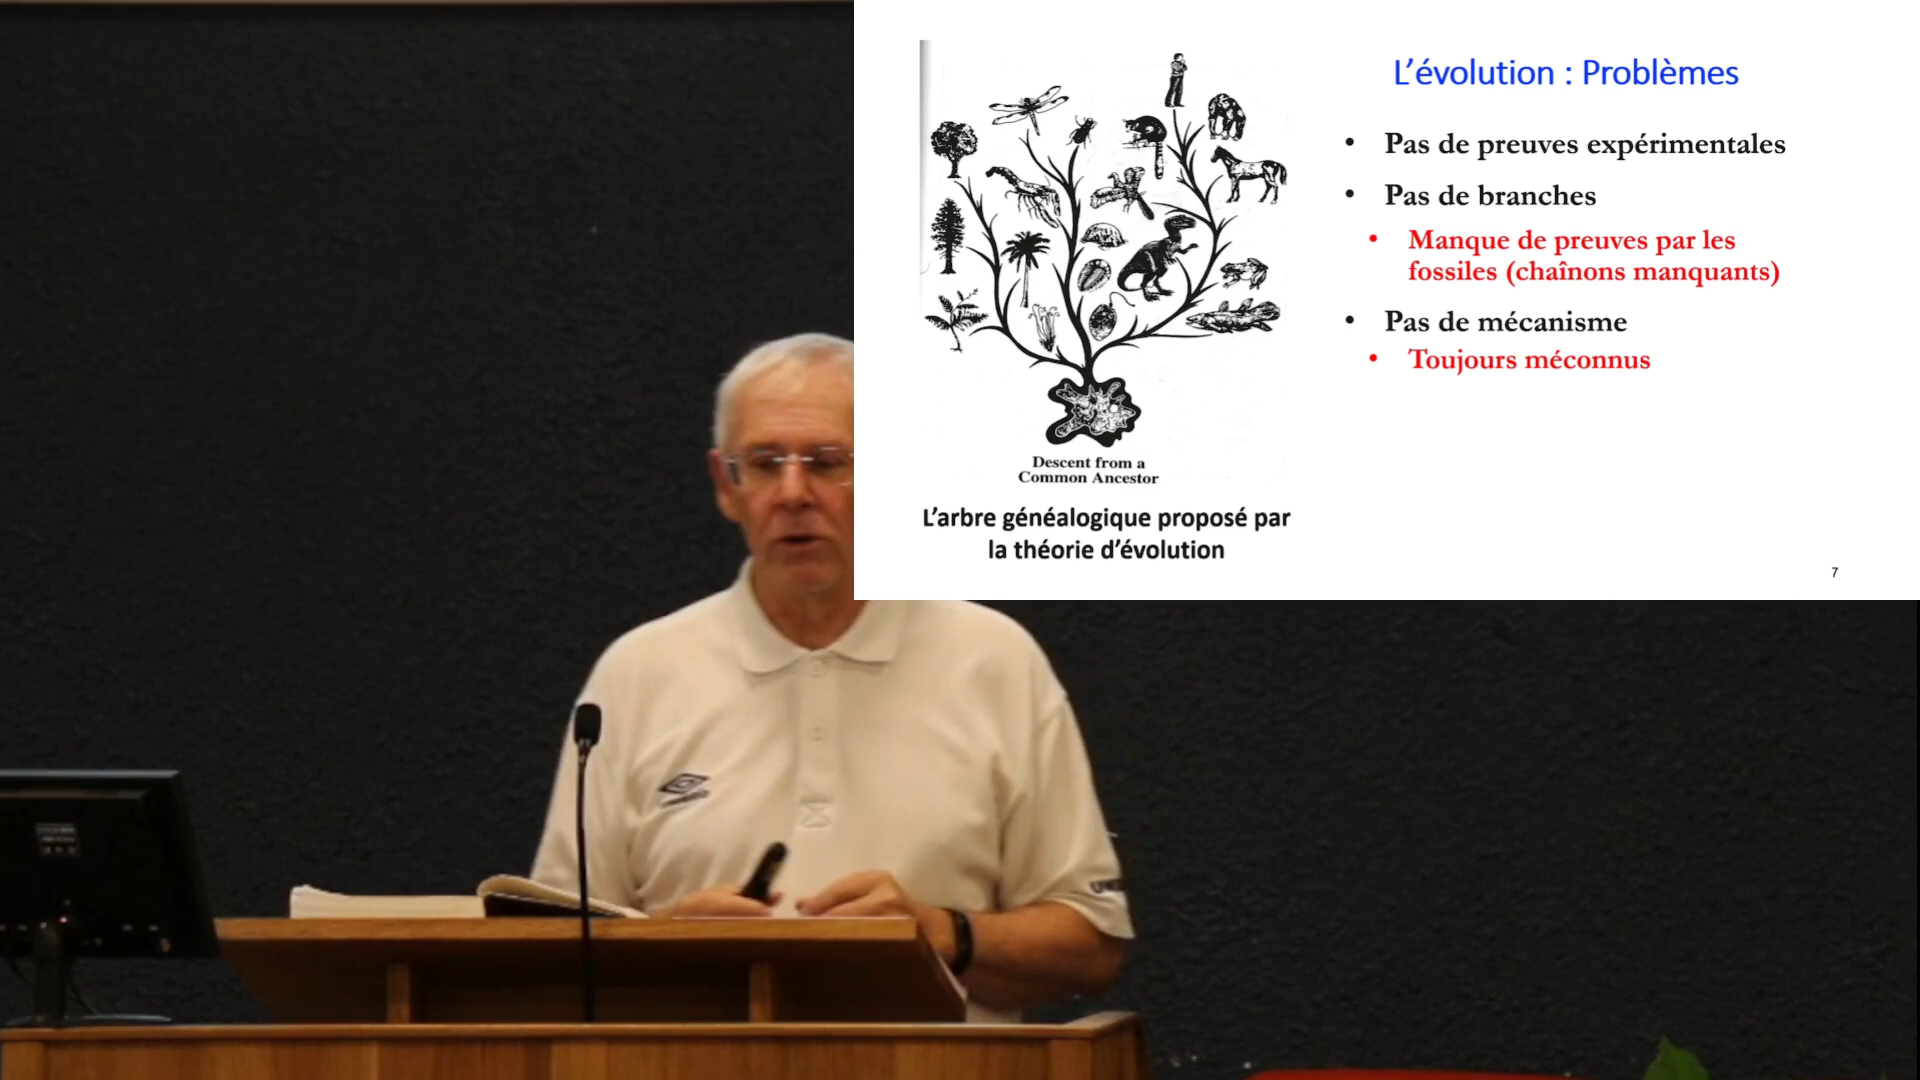 L'évolution : Problèmes
• Pas de preuves expérimentales
• Pas de branches
• Manque de preuves par les
fossiles (chaînons manquants)
• Pas de mécanisme
• Toujours méconnus
Descent from a
Common Ancestor
L'arbre généalogique proposé par
la théorie d'évolution
7